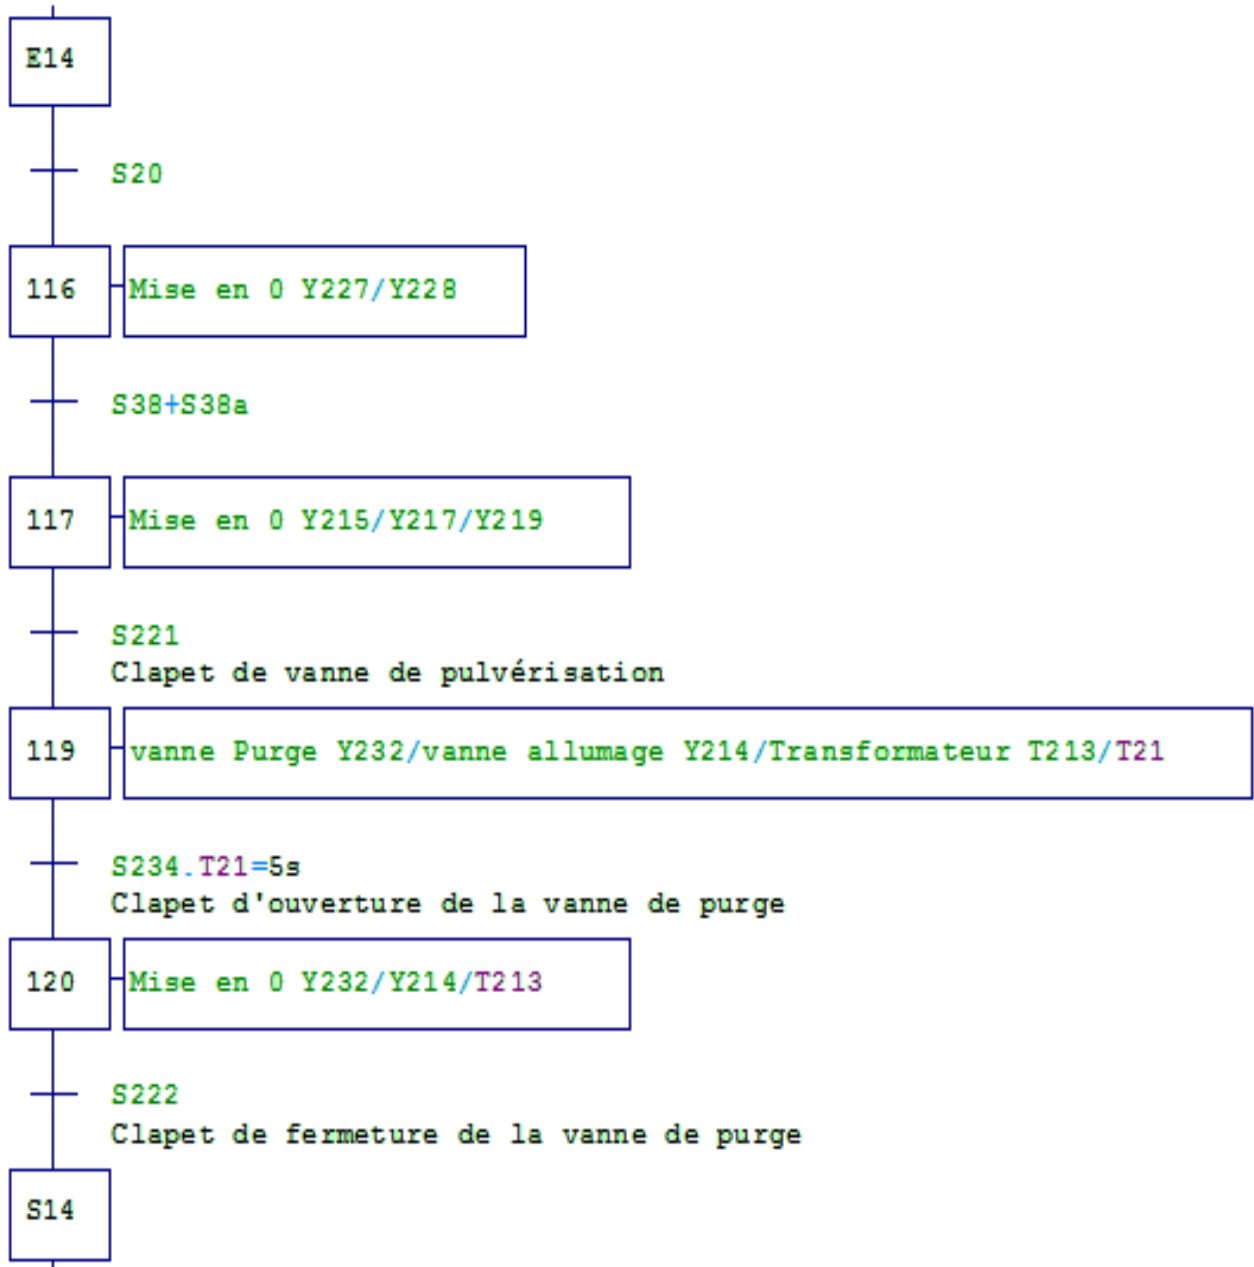 E14
S20
116 Mise en 0 Y227/Y228
S38+S38a
117 Mise en 0 Y215/Y217/Y219
S221
Clapet de vanne de pulvérisation
119 vanne Purge Y232/vanne allumage Y214/Transformateur T213/T21
S234.T21=5s
Clapet d'ouverture de la vanne de purge
120 Mise en 0 Y232/Y214/T213
S222
Clapet de fermeture de la vanne de purge
S14